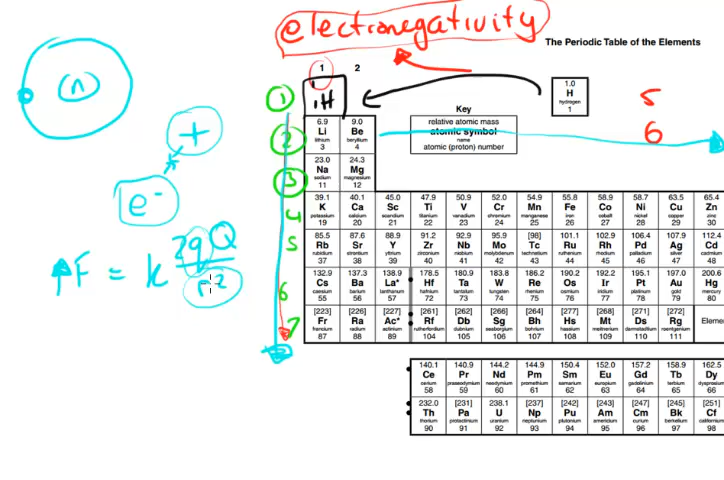 electronegativity
The Periodic Table of the Elements
1 2
1 1H
1.0 H hydrogen 1
5
6
n
+
e-
F = k qQ r2
Key
relative atomic mass
atomic symbol
name
atomic (proton) number
2 3 4 5 6 7
6.9 9.0
Li Be
lithium beryllium
3 4
23.0 24.3
Na Mg
sodium magnesium
11 12
39.1 40.1 45.0 47.9 50.9 52.0 54.9 55.8 58.9 58.7 63.5 65.4
K Ca Sc Ti V Cr Mn Fe Co Ni Cu Zn
potassium calcium scandium titanium vanadium chromium manganese iron cobalt nickel copper zinc
19 20 21 22 23 24 25 26 27 28 29 30
85.5 87.6 88.9 91.2 92.9 95.9 [98] 101.1 102.9 106.4 107.9 112.4
Rb Sr Y Zr Nb Mo Tc Ru Rh Pd Ag Cd
rubidium strontium yttrium zirconium niobium molybdenum technetium ruthenium rhodium palladium silver cadmium
37 38 39 40 41 42 43 44 45 46 47 48
132.9 137.3 138.9 178.5 180.9 183.8 186.2 190.2 192.2 195.1 197.0 200.6
Cs Ba La* Hf Ta W Re Os Ir Pt Au Hg
caesium barium lanthanum hafnium tantalum tungsten rhenium osmium iridium platinum gold mercury
55 56 57 72 73 74 75 76 77 78 79 80
[223] [226] [227] [261] [262] [266] [264] [277] [268] [271] [272]
Fr Ra Ac* Rf Db Sg Bh Hs Mt Ds Rg
francium radium actinium rutherfordium dubnium seaborgium bohrium hassium meitnerium darmstadtium roentgenium
87 88 89 104 105 106 107 108 109 110 111
140.1 140.9 144.2 144.9 150.4 152.0 157.2 158.9 162.5
Ce Pr Nd Pm Sm Eu Gd Tb Dy
cerium praseodymium neodymium promethium samarium europium gadolinium terbium dysprosium
58 59 60 61 62 63 64 65 66
232.0 [231] 238.1 [237] [242] [243] [247] [245] [251]
Th Pa U Np Pu Am Cm Bk Cf
thorium protactinium uranium neptunium plutonium americium curium berkelium californium
90 91 92 93 94 95 96 97 98